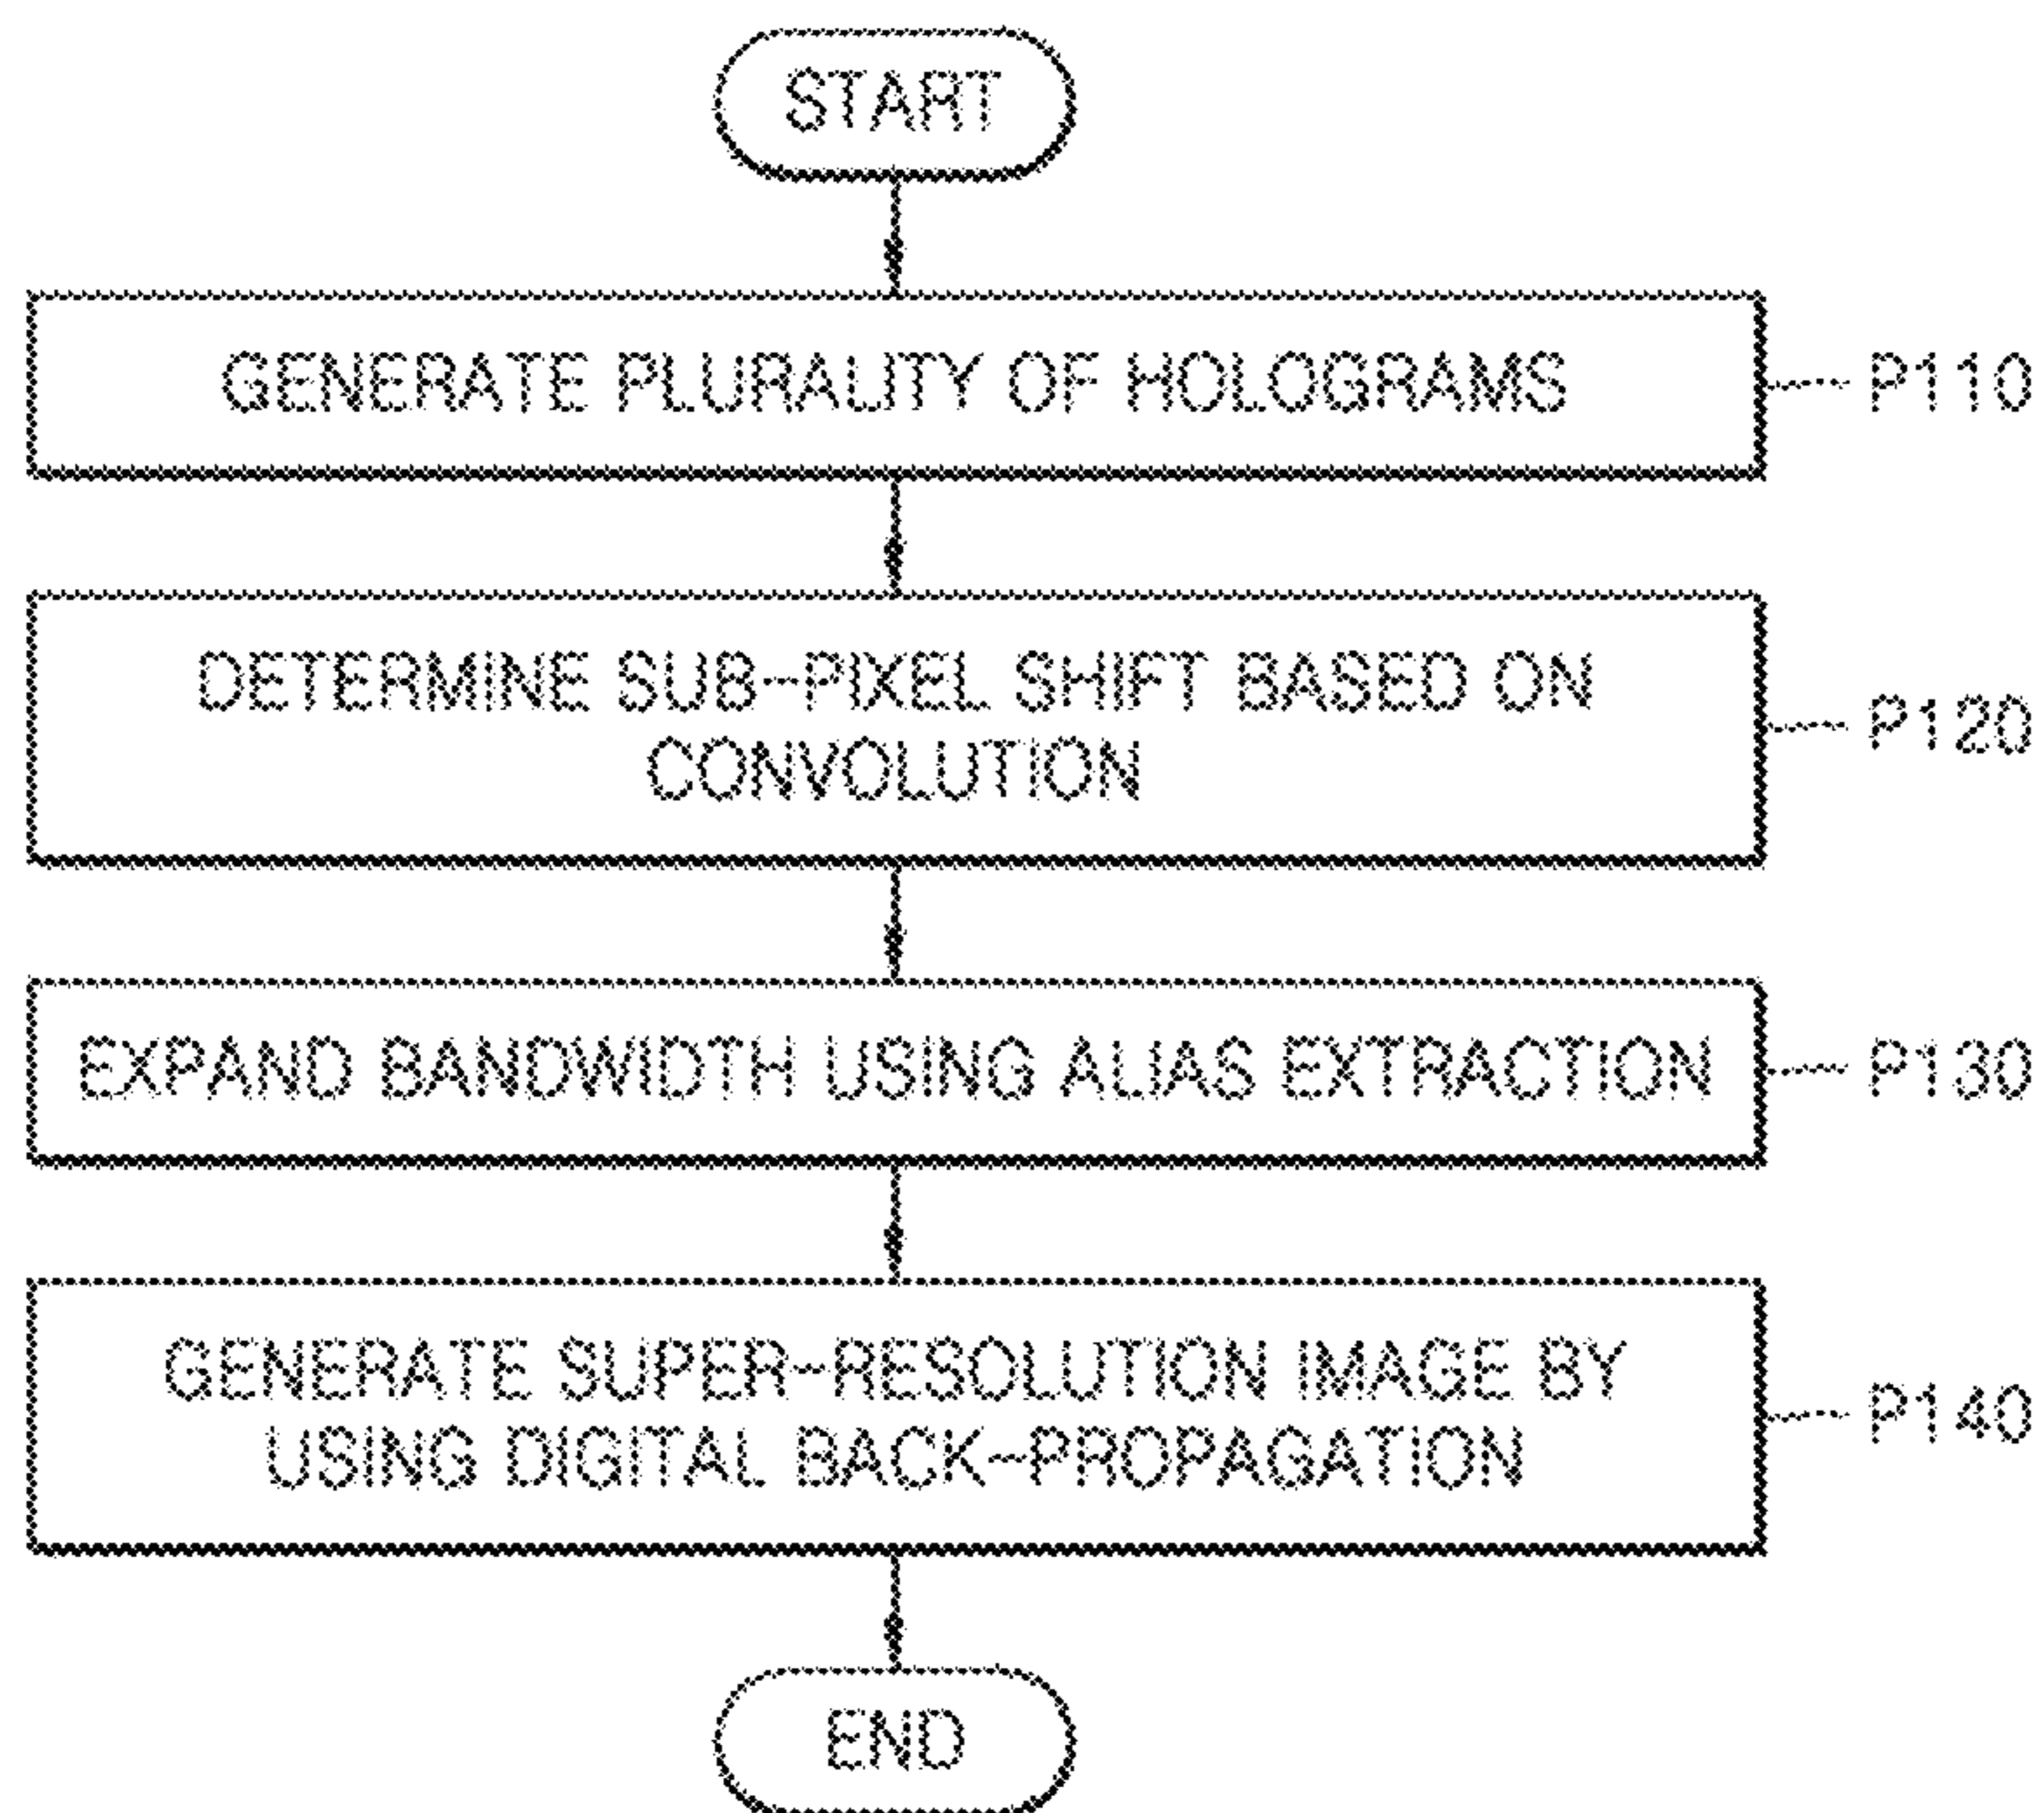 START
GENERATE PLURALITY OF HOLOGRAMS
P110
DETERMINE SUB-PIXEL SHIFT BASED ON
CONVOLUTION
P120
EXPAND BANDWIDTH USING ALIAS EXTRACTION
P130
GENERATE SUPER-RESOLUTION IMAGE BY
USING DIGITAL BACK-PROPAGATION
P140
END